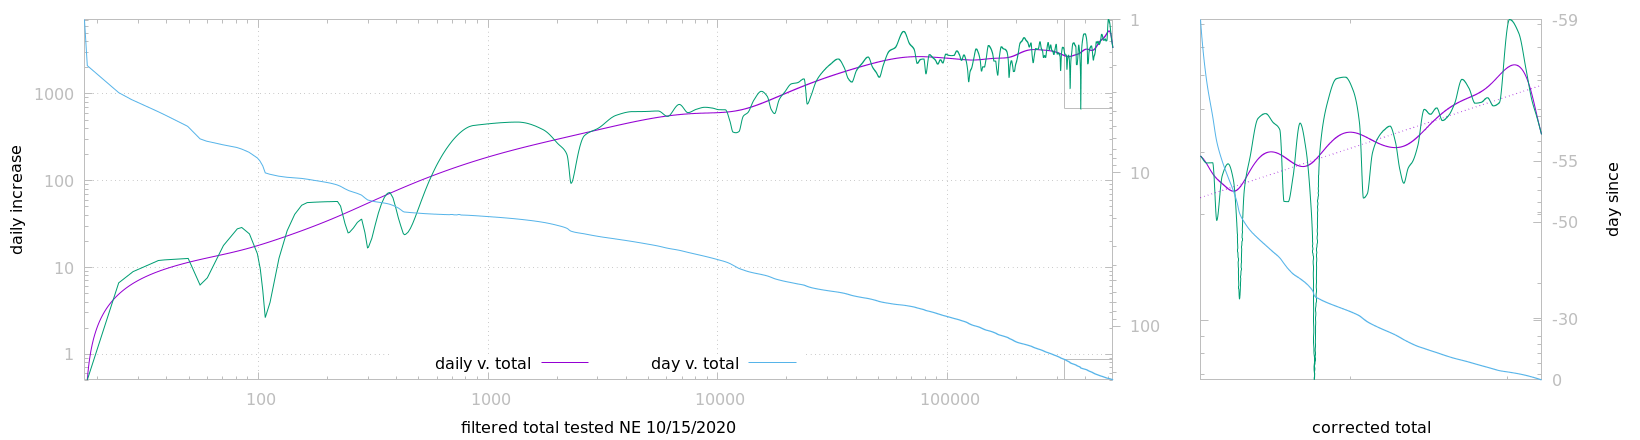 daily increase
1000
100
10
1
1
10
100
daily v. total
day v. total
100
1000
10000
100000
filtered total tested NE 10/15/2020
-59
-55
-50
-30
0
day since
corrected total